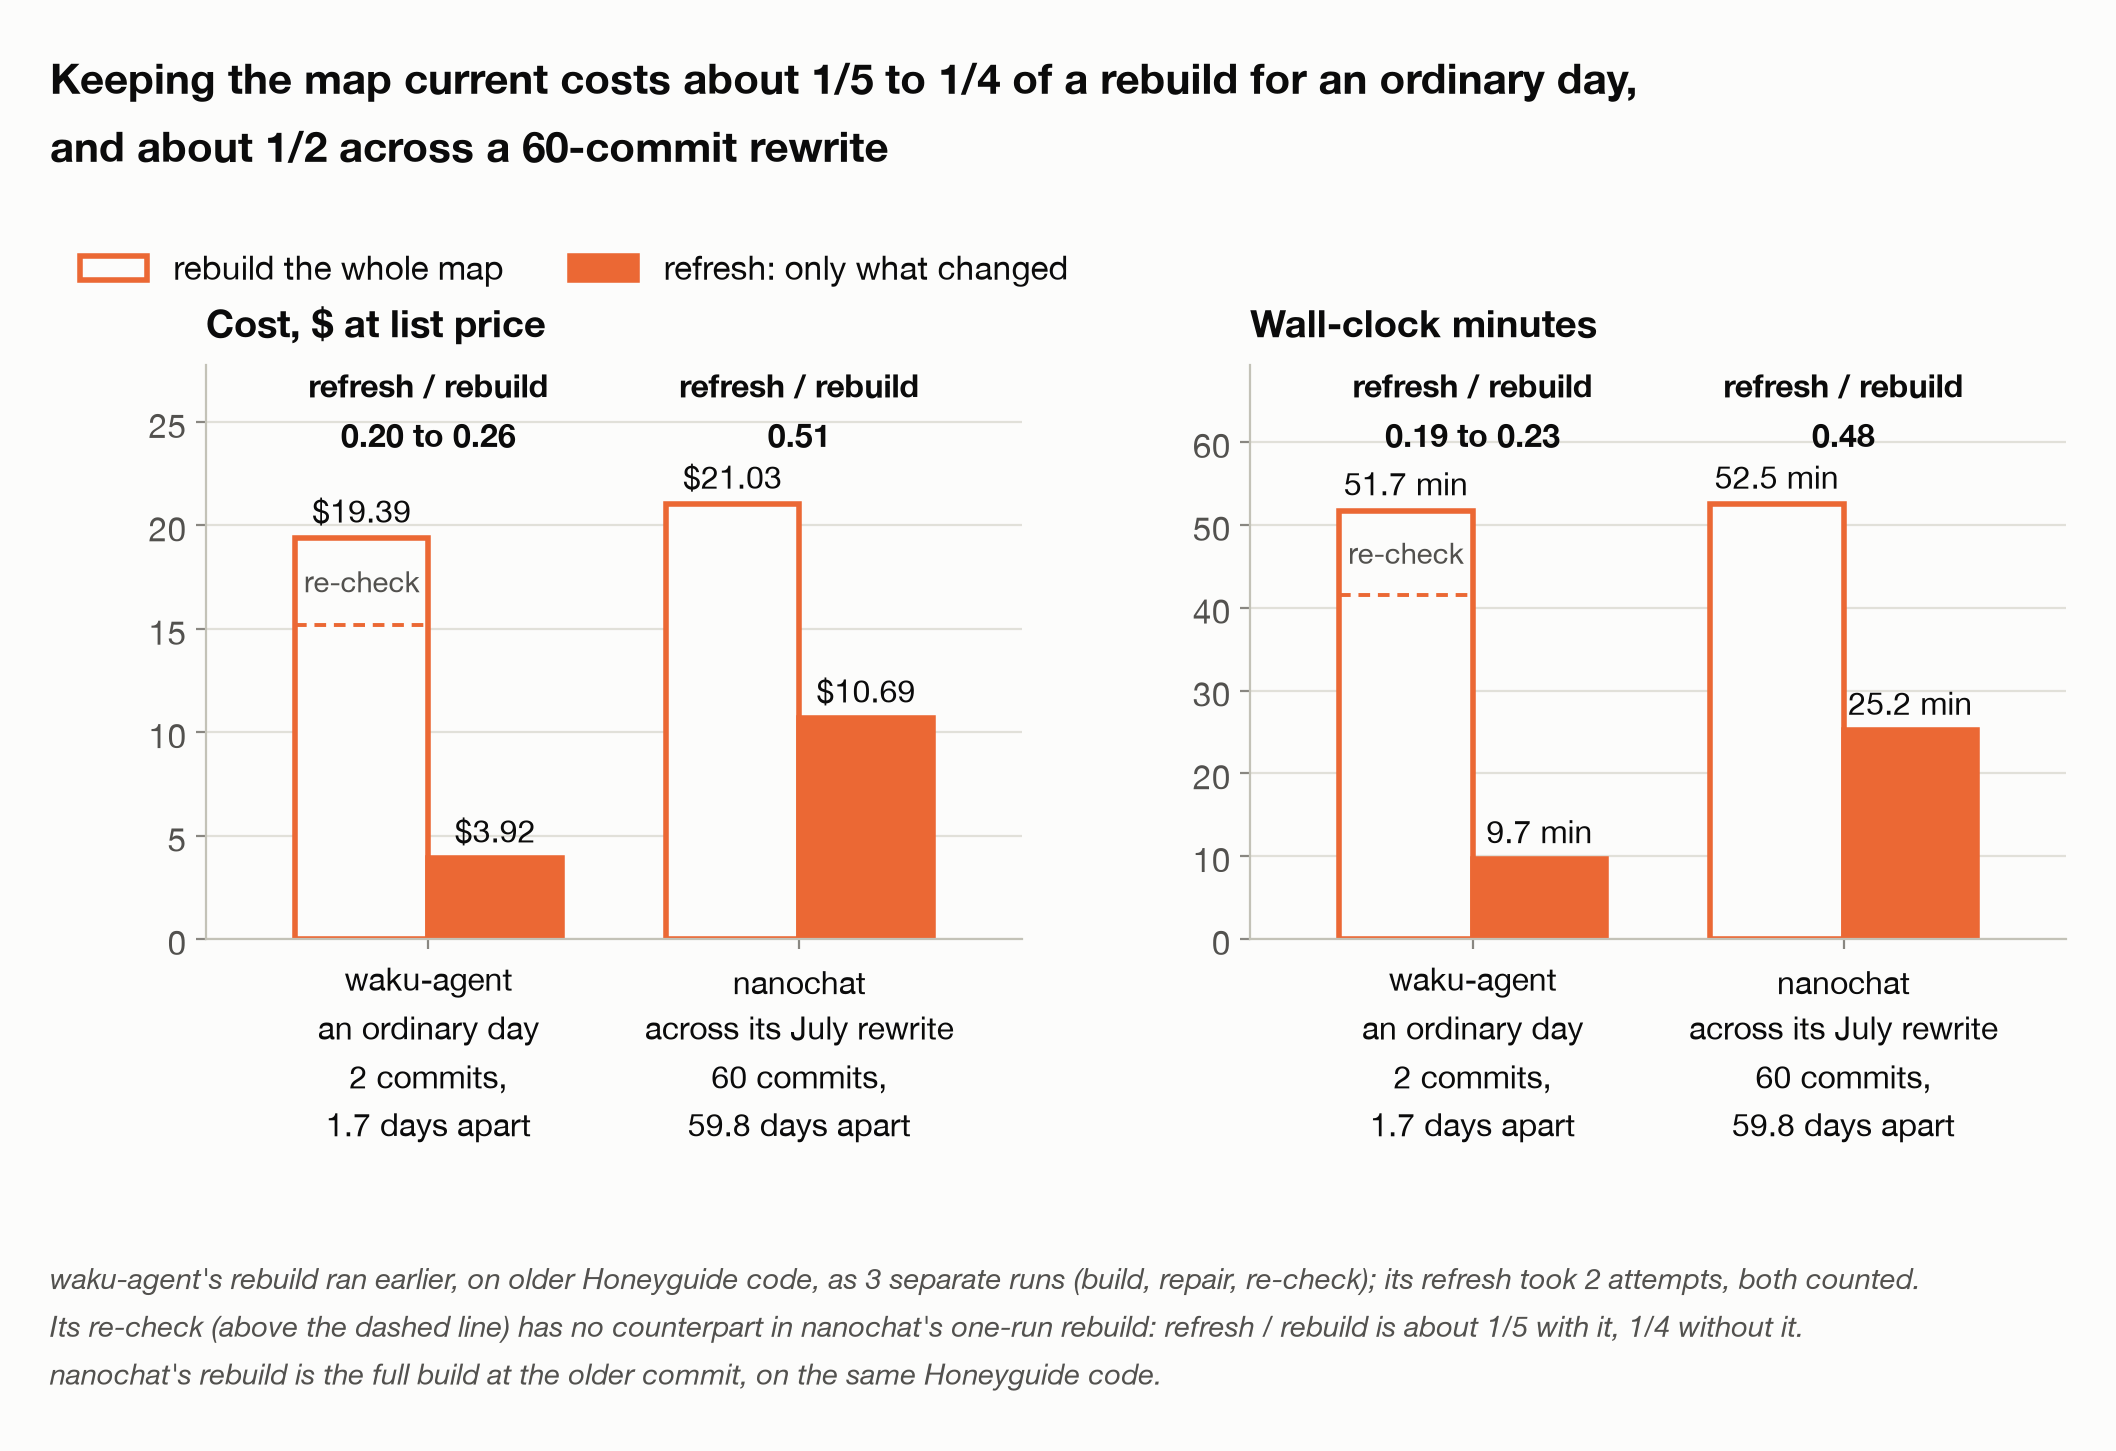 Keeping the map current costs about 1/5 to 1/4 of a rebuild for an ordinary day,
and about 1/2 across a 60-commit rewrite
rebuild the whole map
refresh: only what changed
Cost, $ at list price
refresh / rebuild
0.20 to 0.26
refresh / rebuild
0.51
25
20
15
10
5
0
$19.39
re-check
$3.92
$21.03
$10.69
waku-agent
an ordinary day
2 commits,
1.7 days apart
nanochat
across its July rewrite
60 commits,
59.8 days apart
Wall-clock minutes
refresh / rebuild
0.19 to 0.23
refresh / rebuild
0.48
60
50
40
30
20
10
0
51.7 min
re-check
9.7 min
52.5 min
25.2 min
waku-agent
an ordinary day
2 commits,
1.7 days apart
nanochat
across its July rewrite
60 commits,
59.8 days apart
waku-agent's rebuild ran earlier, on older Honeyguide code, as 3 separate runs (build, repair, re-check); its refresh took 2 attempts, both counted.
Its re-check (above the dashed line) has no counterpart in nanochat's one-run rebuild: refresh / rebuild is about 1/5 with it, 1/4 without it.
nanochat's rebuild is the full build at the older commit, on the same Honeyguide code.